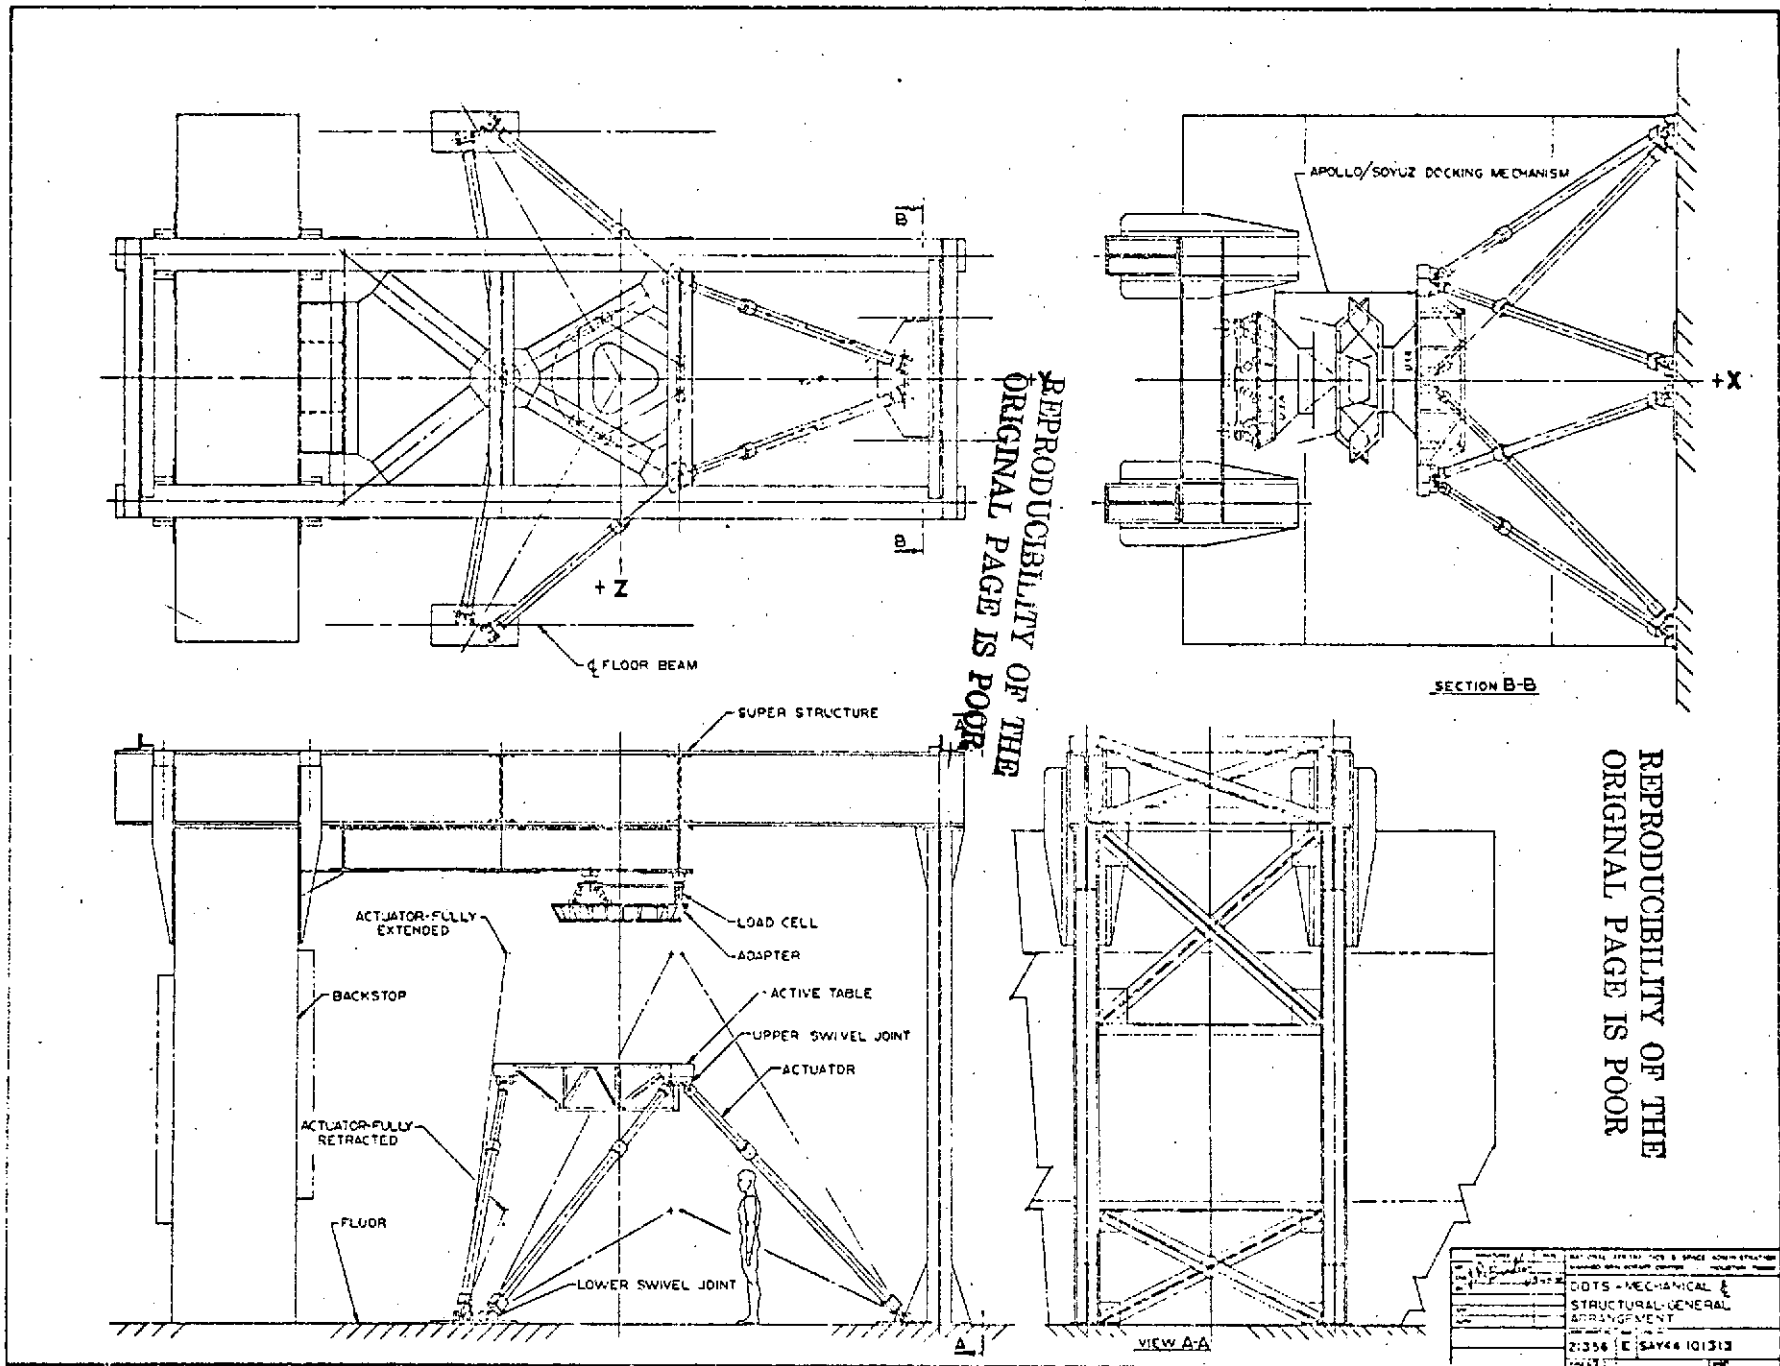 B
APOLLO/SOYUZ DOCKING MECHANISM
+Y
+X
B
+Z
℄ FLOOR BEAM
SECTION B-B
REPRODUCIBILITY OF THE
ORIGINAL PAGE IS POOR
SUPER STRUCTURE
A
LOAD CELL
ADAPTER
ACTUATOR-FULLY
EXTENDED
BACKSTOP
ACTIVE TABLE
UPPER SWIVEL JOINT
ACTUATOR
ACTUATOR-FULLY
RETRACTED
FLOOR
LOWER SWIVEL JOINT
A
VIEW A-A
REPRODUCIBILITY OF THE
ORIGINAL PAGE IS POOR
DDTS - MECHANICAL &
STRUCTURAL-GENERAL
ARRANGEMENT
21356 E